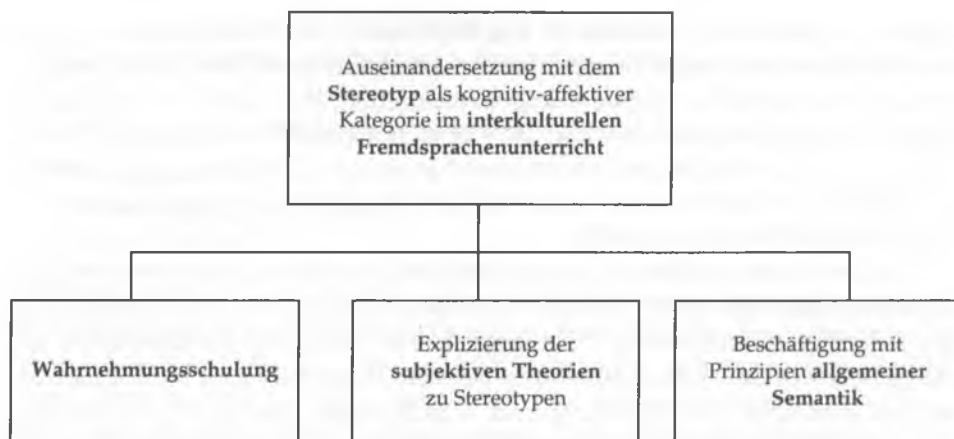 Auseinandersetzung mit dem
Stereotyp als kognitiv-affektiver
Kategorie im interkulturellen
Fremdsprachenunterricht
Wahrnehmungsschulung
Explizierung der
subjektiven Theorien
zu Stereotypen
Beschäftigung mit
Prinzipien allgemeiner
Semantik